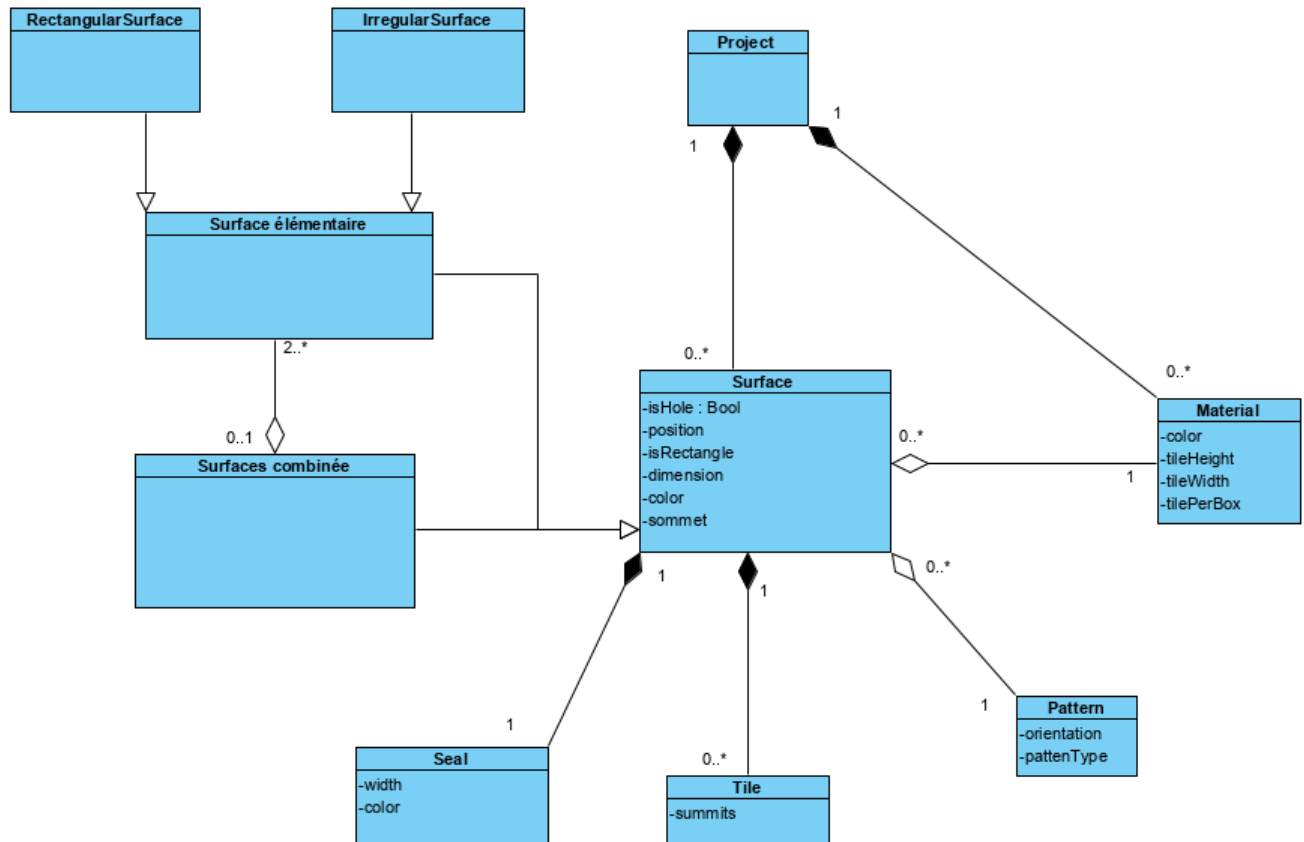 RectangularSurface
IrregularSurface
Project
1
1
Surface élémentaire
2..*
0..*
0..*
0..1
Surfaces combinée
Surface
-isHole : Bool
-position
-isRectangle
-dimension
-color
-sommet
0..*
1
Material
-color
-tileHeight
-tileWidth
-tilePerBox
1
1
0..*
1
0..*
1
Seal
-width
-color
Tile
-summits
Pattern
-orientation
-pattenType